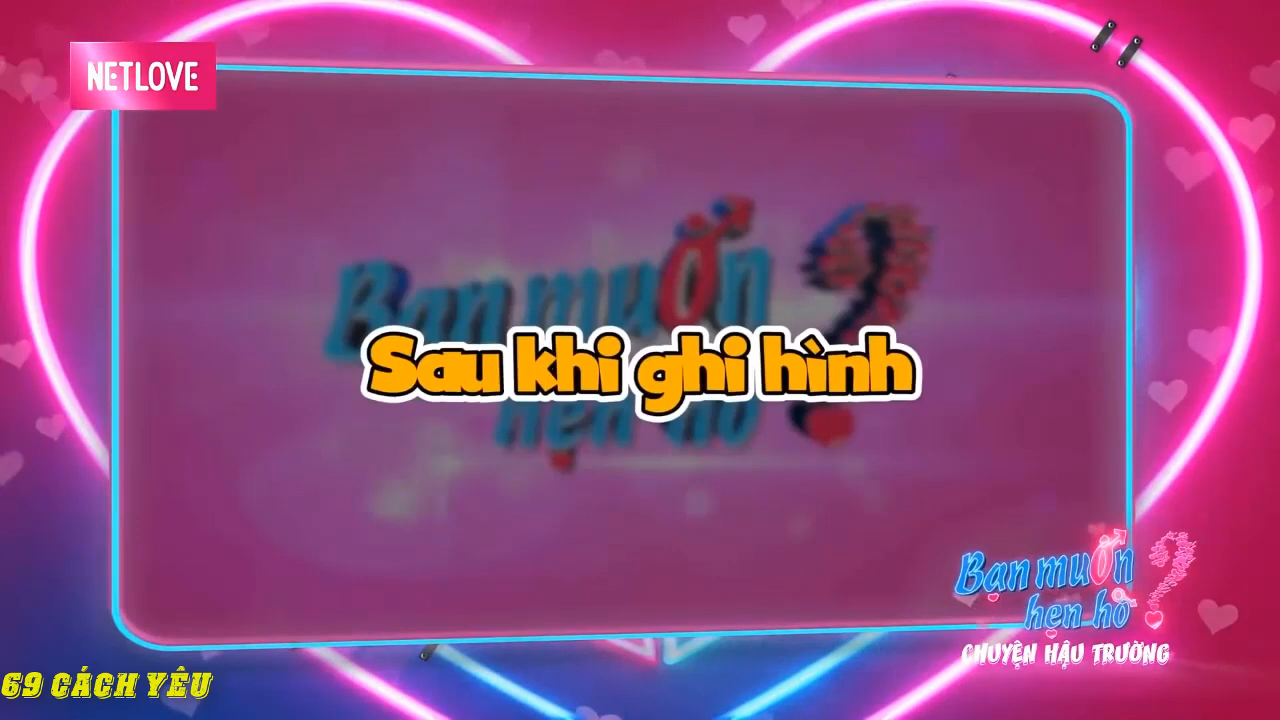 NETLOVE
Bạn muốn
hẹn hò
?
Sau khi ghi hình
Bạn muốn
hẹn hò
?
CHUYỆN HẬU TRƯỜNG
69 CÁCH YÊU